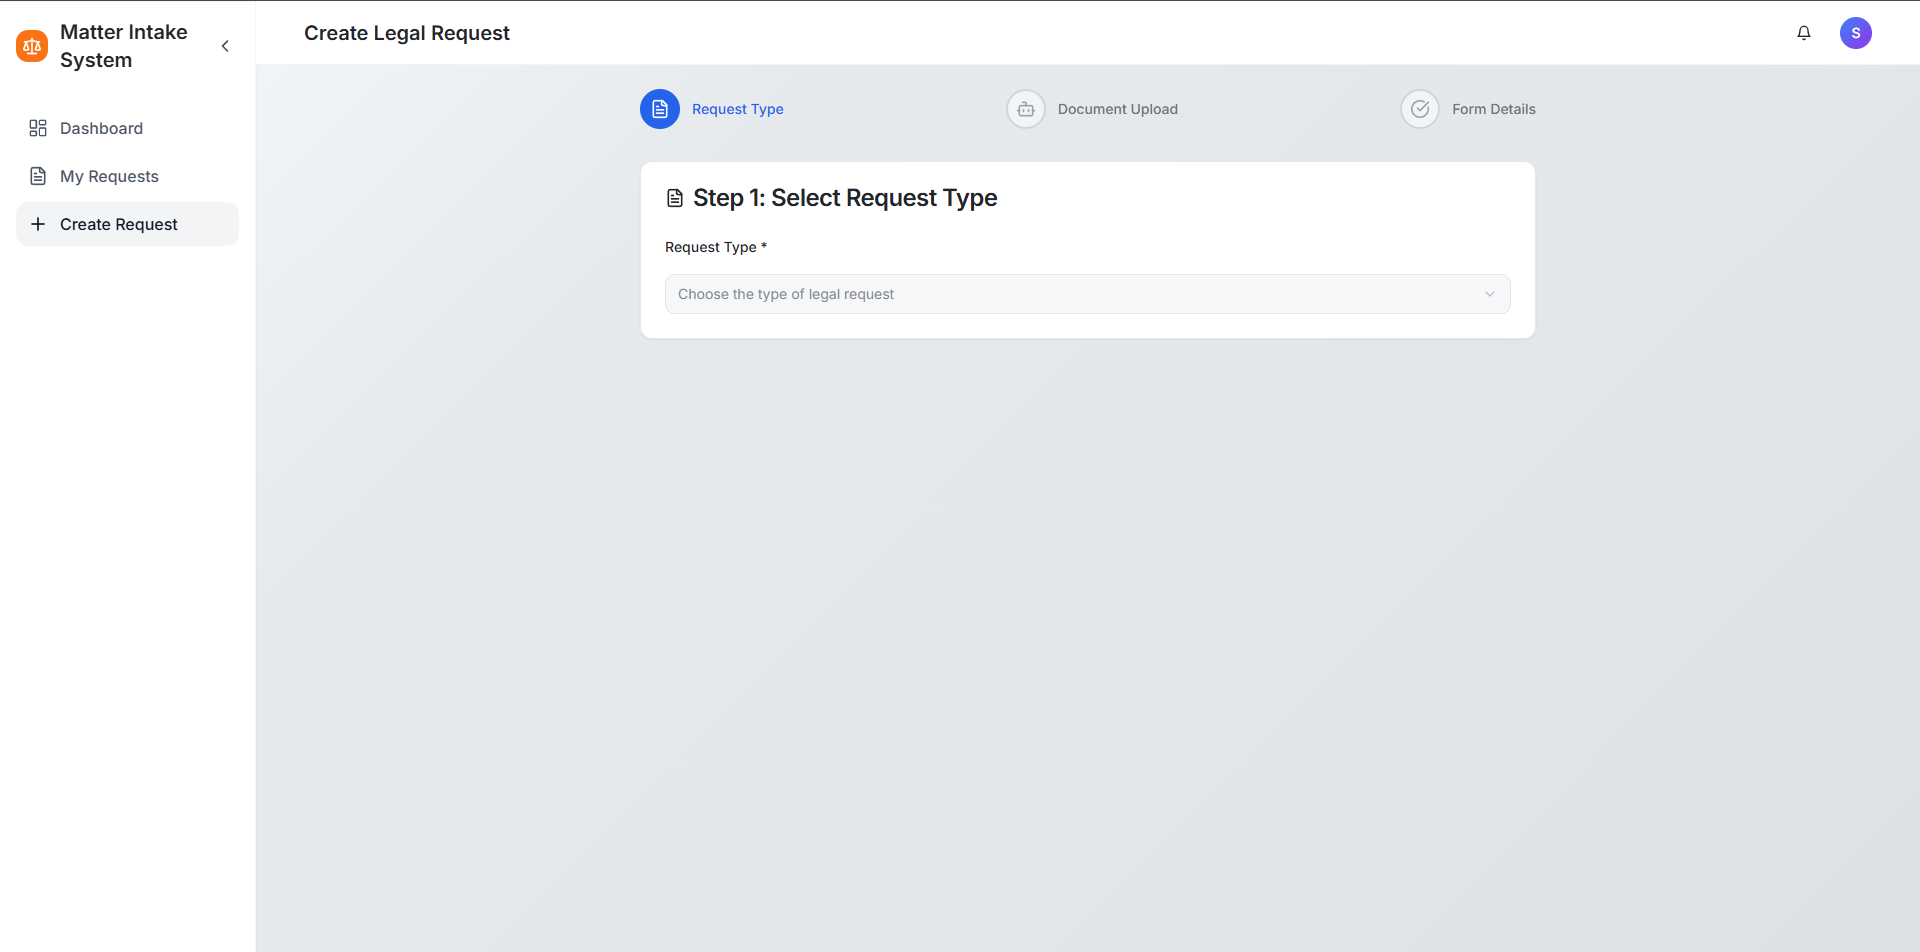 Matter Intake
System
Dashboard
My Requests
Create Request
Create Legal Request
S
Request Type
Document Upload
Form Details
Step 1: Select Request Type
Request Type *
Choose the type of legal request